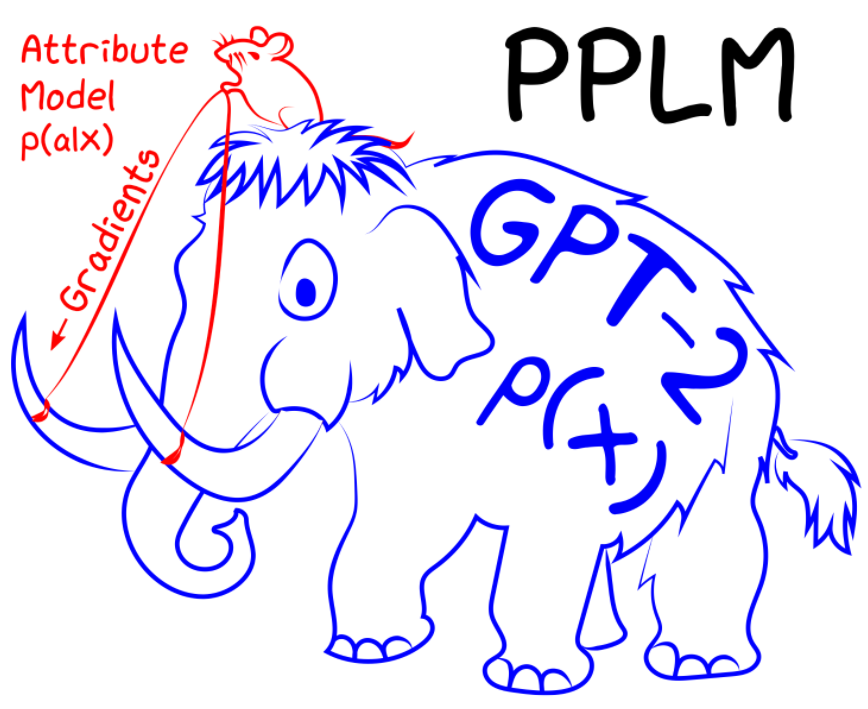 Attribute
Model
p(a|x)
Gradients
PPLM
GPT-2
p(x)